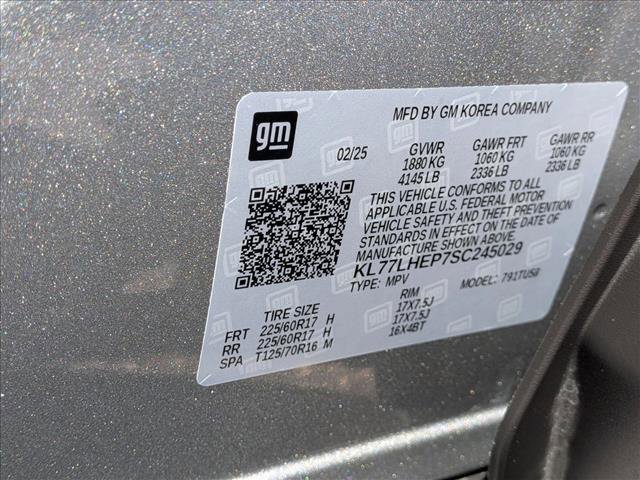 gm
MFD BY GM KOREA COMPANY
02/25 GVWR GAWR FRT GAWR RR
1880 KG 1060 KG 1060 KG
4145 LB 2336 LB 2336 LB
THIS VEHICLE CONFORMS TO ALL
APPLICABLE U.S. FEDERAL MOTOR
VEHICLE SAFETY AND THEFT PREVENTION
STANDARDS IN EFFECT ON THE DATE OF
MANUFACTURE SHOWN ABOVE.
KL77LHEP7SC245029
TYPE: MPV MODEL: 791TUSB
TIRE SIZE RIM
FRT 225/60R17 H 17X7.5J
RR 225/60R17 H 17X7.5J
SPA T125/70R16 M 16X4BT